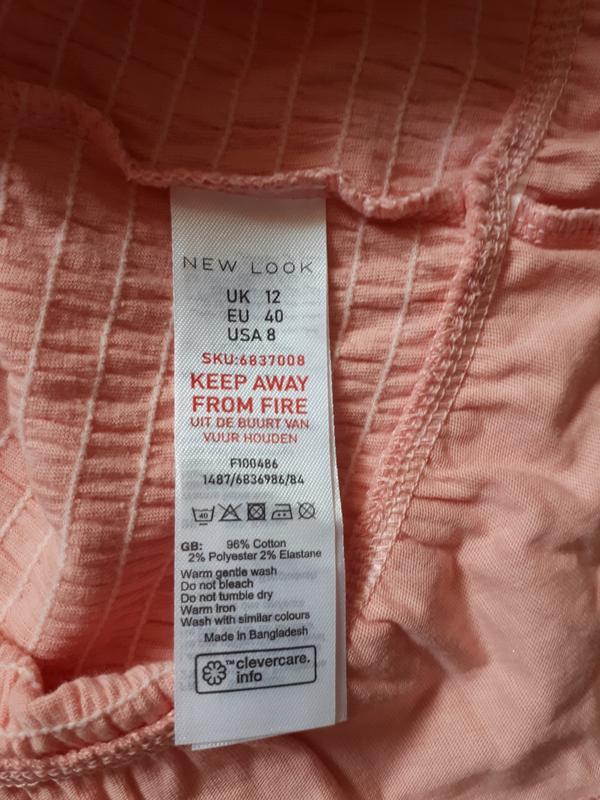 NEW LOOK
UK 12
EU 40
USA 8
SKU:6837008
KEEP AWAY
FROM FIRE
UIT DE BUURT VAN
VUUR HOUDEN
F100486
1487/6836986/84
40
GB: 96% Cotton
2% Polyester 2% Elastane
Warm gentle wash
Do not bleach
Do not tumble dry
Warm Iron
Wash with similar colours
Made in Bangladesh
™clevercare.
info